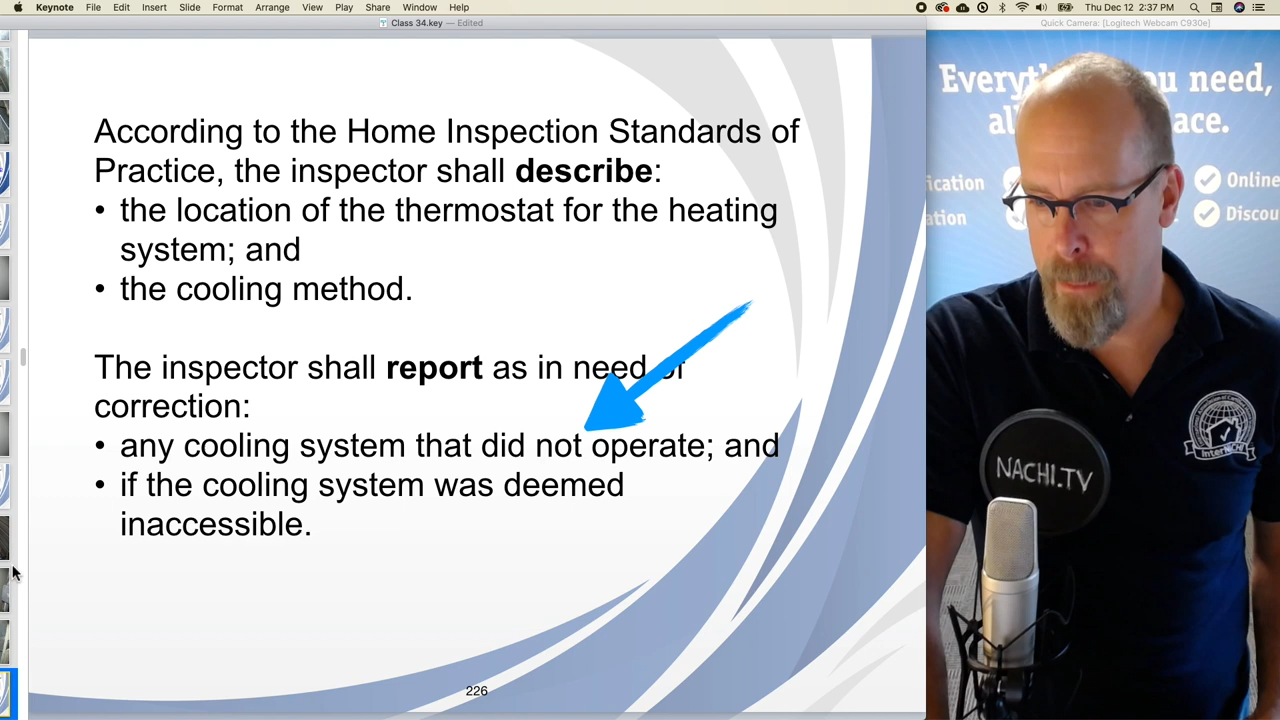 Keynote File Edit Insert Slide Format Arrange View Play Share Window Help Thu Dec 12 2:37 PM
Class 34.key — Edited
Quick Camera: [Logitech Webcam C930e]
According to the Home Inspection Standards of
Practice, the inspector shall describe:
• the location of the thermostat for the heating
system; and
• the cooling method.
The inspector shall report as in need of
correction:
• any cooling system that did not operate; and
• if the cooling system was deemed
inaccessible.
226
you need,
NACHI.TV
Online
InterNACHI